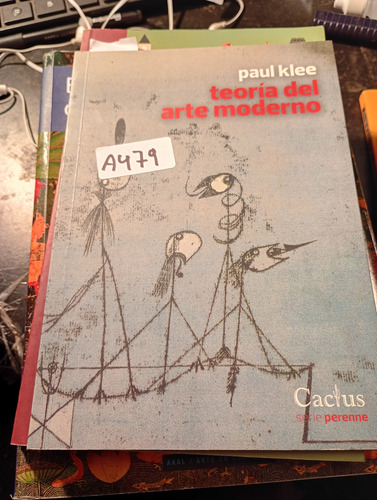 paul klee
teoría del
arte moderno
A479
Cactus
serie perenne